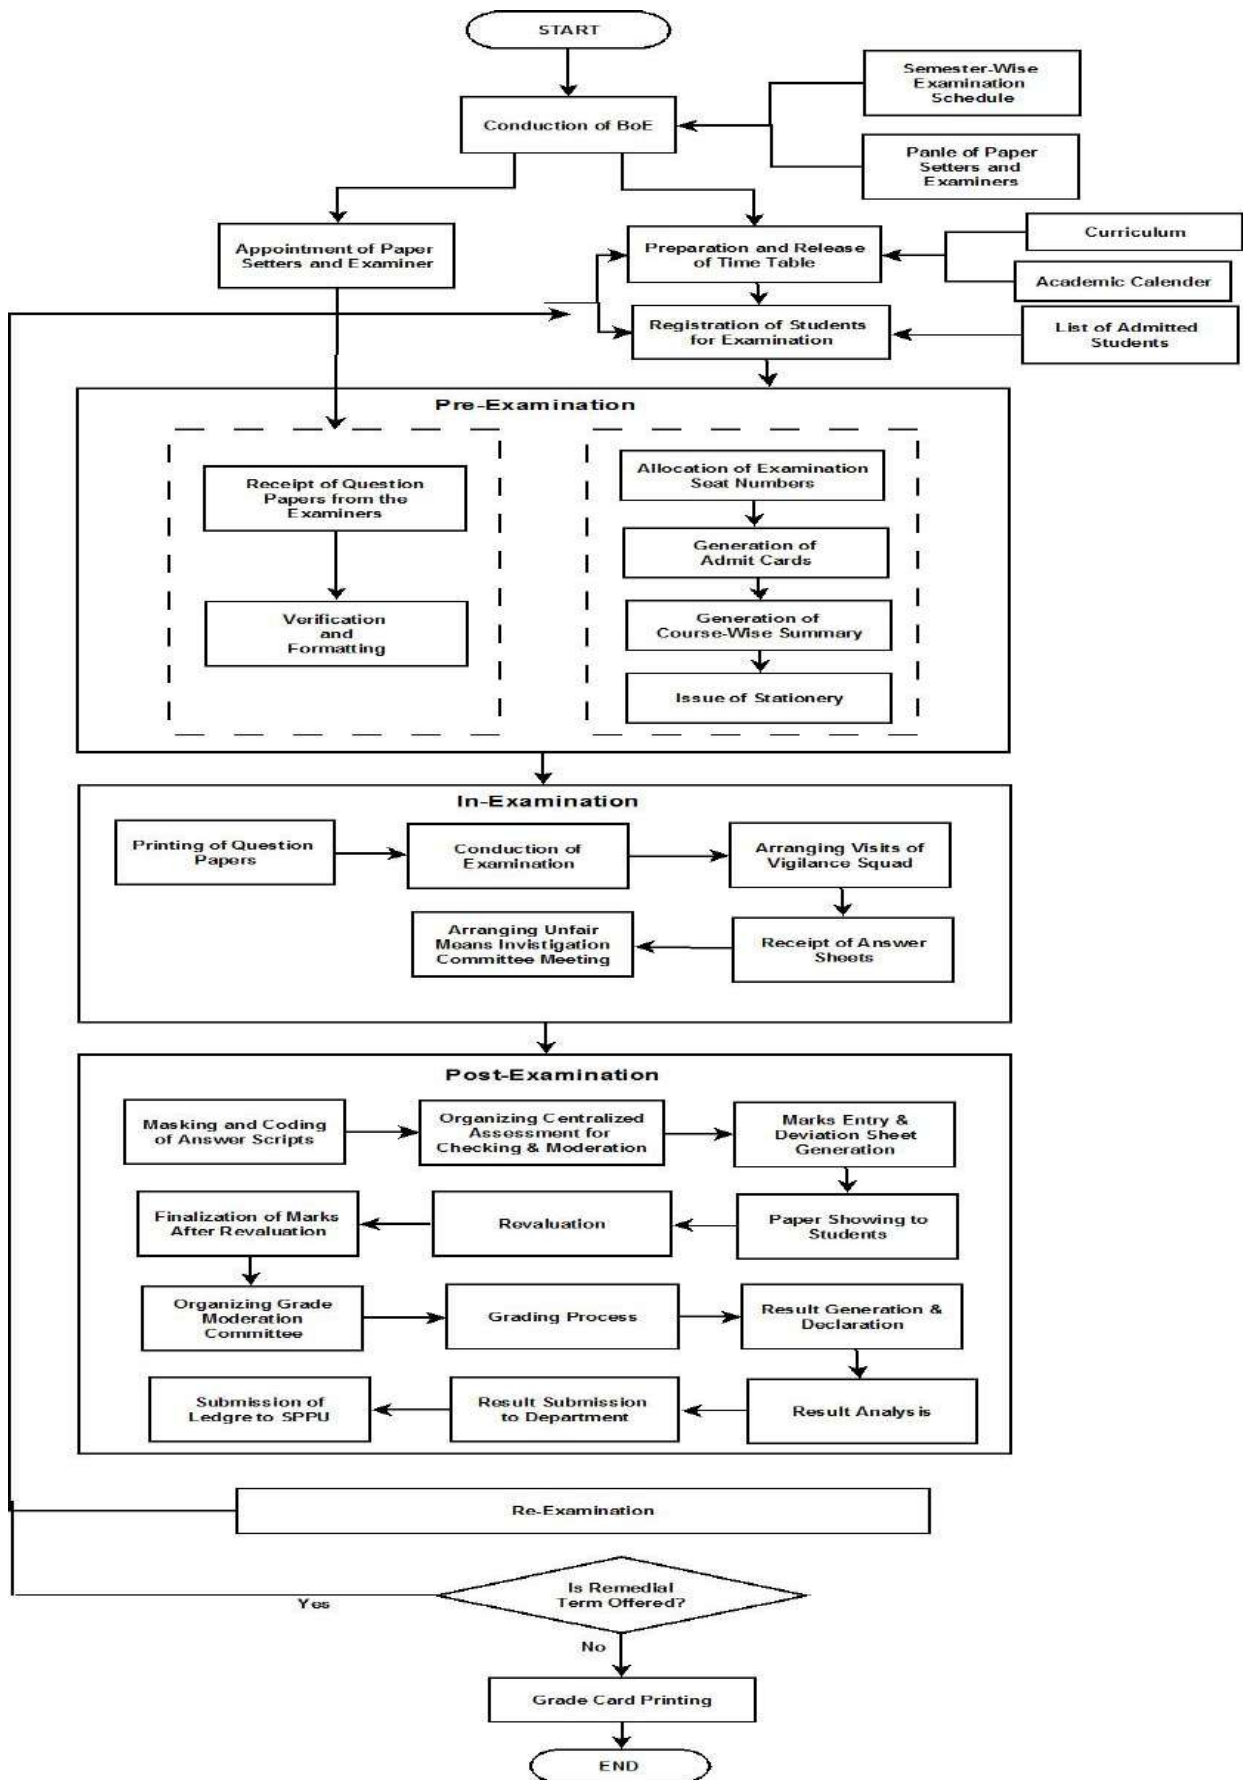 START
Semester-Wise
Examination
Schedule
Conduction of BoE
Panle of Paper
Setters and
Examiners
Appointment of Paper
Setters and Examiner
Preparation and Release
of Time Table
Curriculum
Academic Calender
Registration of Students
for Examination
List of Admitted
Students
Pre-Examination
Receipt of Question
Papers from the
Examiners
Verification
and
Formatting
Allocation of Examination
Seat Numbers
Generation of
Admit Cards
Generation of
Course-Wise Summary
Issue of Stationery
In-Examination
Printing of Question
Papers
Conduction of
Examination
Arranging Visits of
Vigilance Squad
Arranging Unfair
Means Invistigation
Committee Meeting
Receipt of Answer
Sheets
Post-Examination
Masking and Coding
of Answer Scripts
Organizing Centralized
Assessment for
Checking & Moderation
Marks Entry &
Deviation Sheet
Generation
Finalization of Marks
After Revaluation
Revaluation
Paper Showing to
Students
Organizing Grade
Moderation
Committee
Grading Process
Result Generation &
Declaration
Submission of
Ledgre to SPPU
Result Submission
to Department
Result Analysis
Re-Examination
Is Remedial
Term Offered?
Yes
No
Grade Card Printing
END